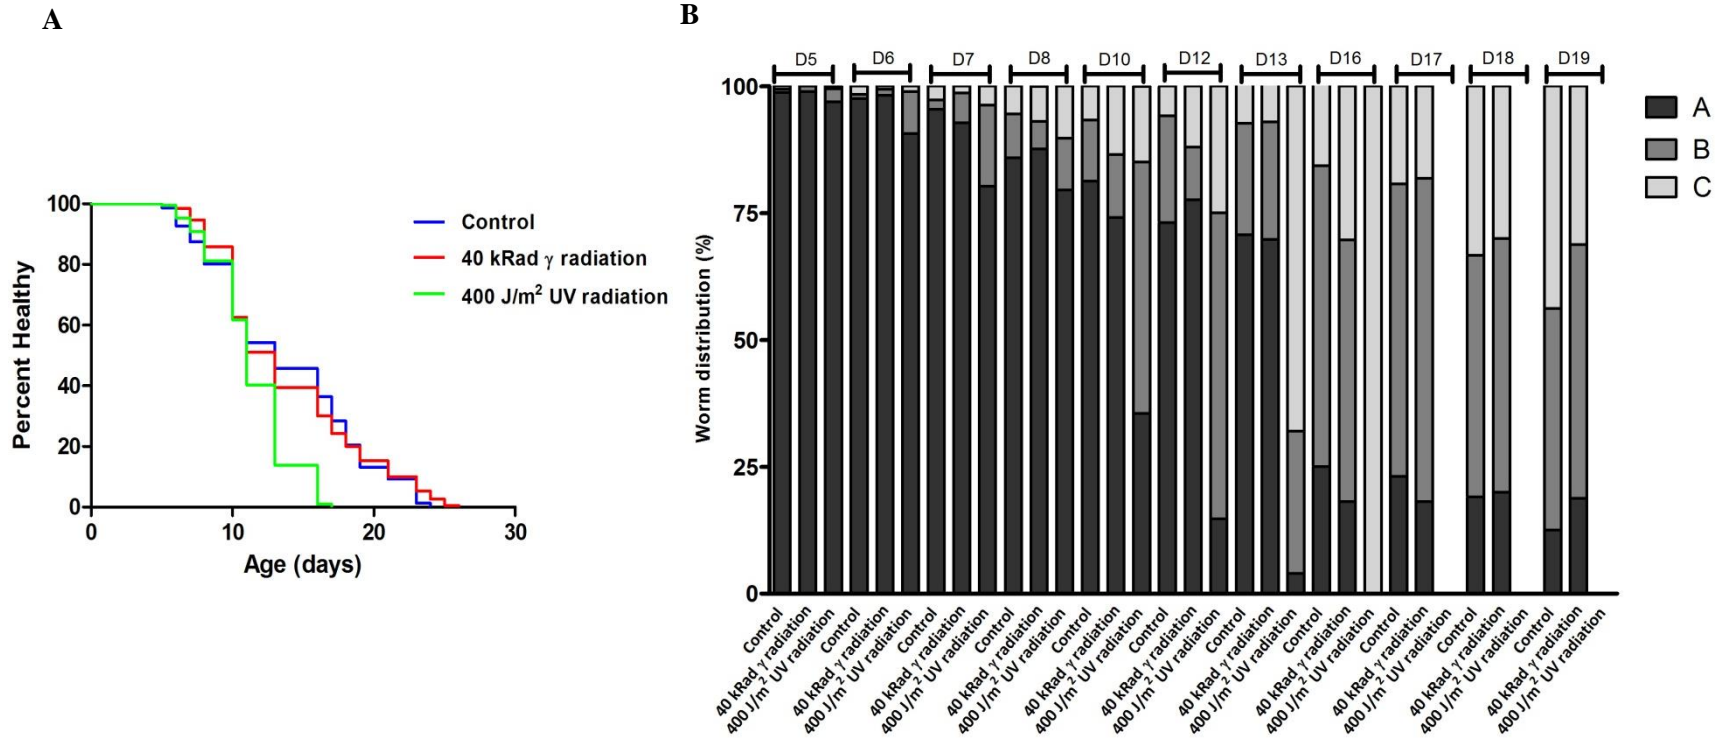 A
B
Percent Healthy
100
80
60
40
20
0
0
10
20
30
Age (days)
Control
40 kRad γ radiation
400 J/m² UV radiation
Worm distribution (%)
100
75
50
25
0
D5
D6
D7
D8
D10
D12
D13
D16
D17
D18
D19
A
B
C
Control
40 kRad γ radiation
400 J/m² UV radiation
Control
40 kRad γ radiation
400 J/m² UV radiation
Control
40 kRad γ radiation
400 J/m² UV radiation
Control
40 kRad γ radiation
400 J/m² UV radiation
Control
40 kRad γ radiation
400 J/m² UV radiation
Control
40 kRad γ radiation
400 J/m² UV radiation
Control
40 kRad γ radiation
400 J/m² UV radiation
Control
40 kRad γ radiation
400 J/m² UV radiation
Control
40 kRad γ radiation
400 J/m² UV radiation
Control
40 kRad γ radiation
400 J/m² UV radiation
Control
40 kRad γ radiation
400 J/m² UV radiation